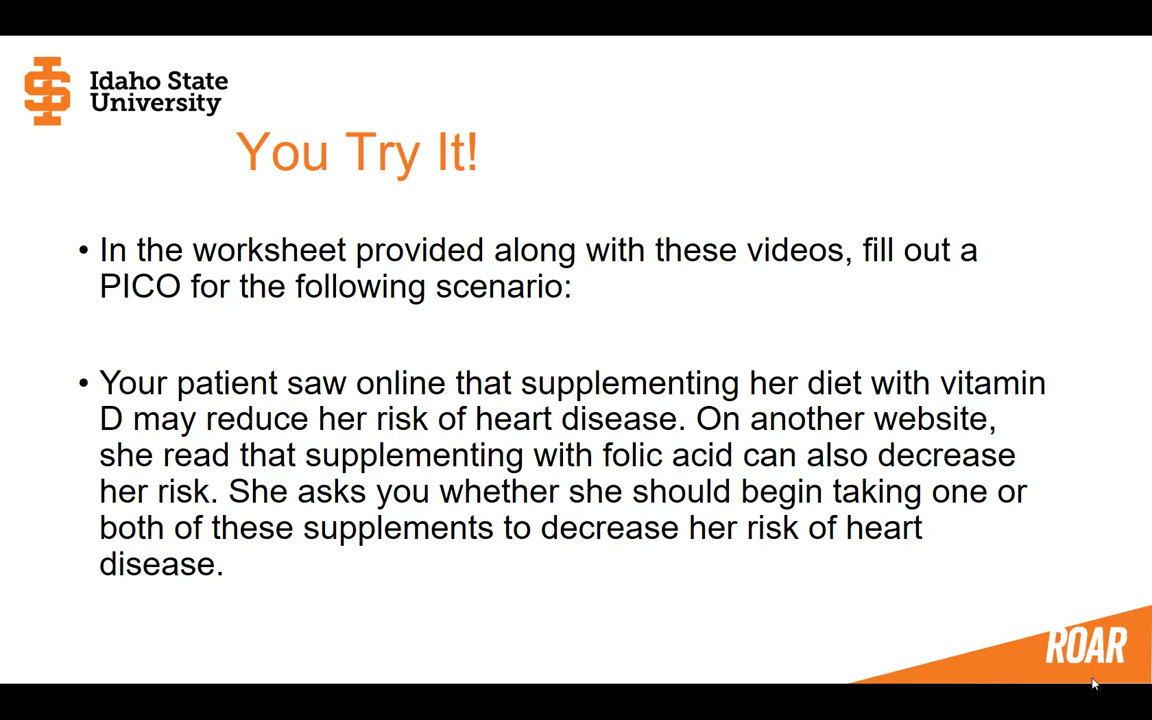 Idaho State
University
You Try It!
• In the worksheet provided along with these videos, fill out a
PICO for the following scenario:
• Your patient saw online that supplementing her diet with vitamin
D may reduce her risk of heart disease. On another website,
she read that supplementing with folic acid can also decrease
her risk. She asks you whether she should begin taking one or
both of these supplements to decrease her risk of heart
disease.
ROAR